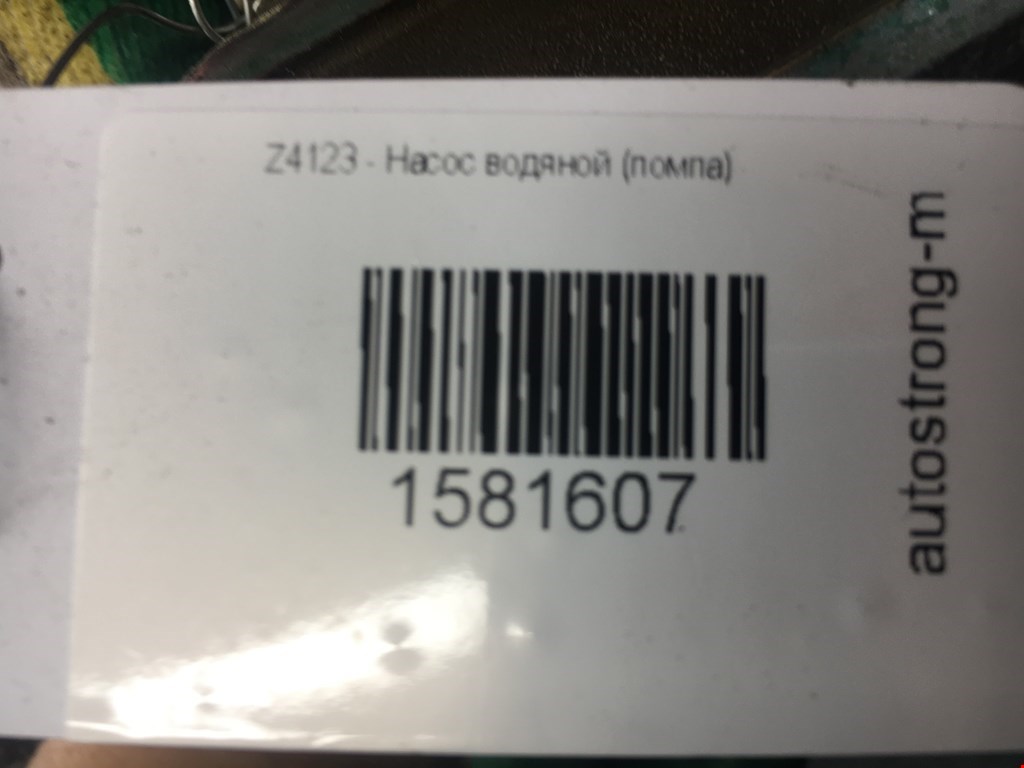 Z4123 - Насос водяной (помпа)
1581607
autostrong-m